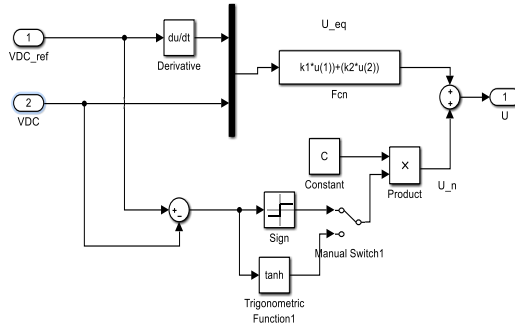 U_eq
1
VDC_ref
du/dt
Derivative
k1*u(1))+(k2*u(2))
Fcn
2
VDC
+
+
1
U
C
Constant
×
Product
U_n
+
−
Sign
Manual Switch1
tanh
Trigonometric
Function1